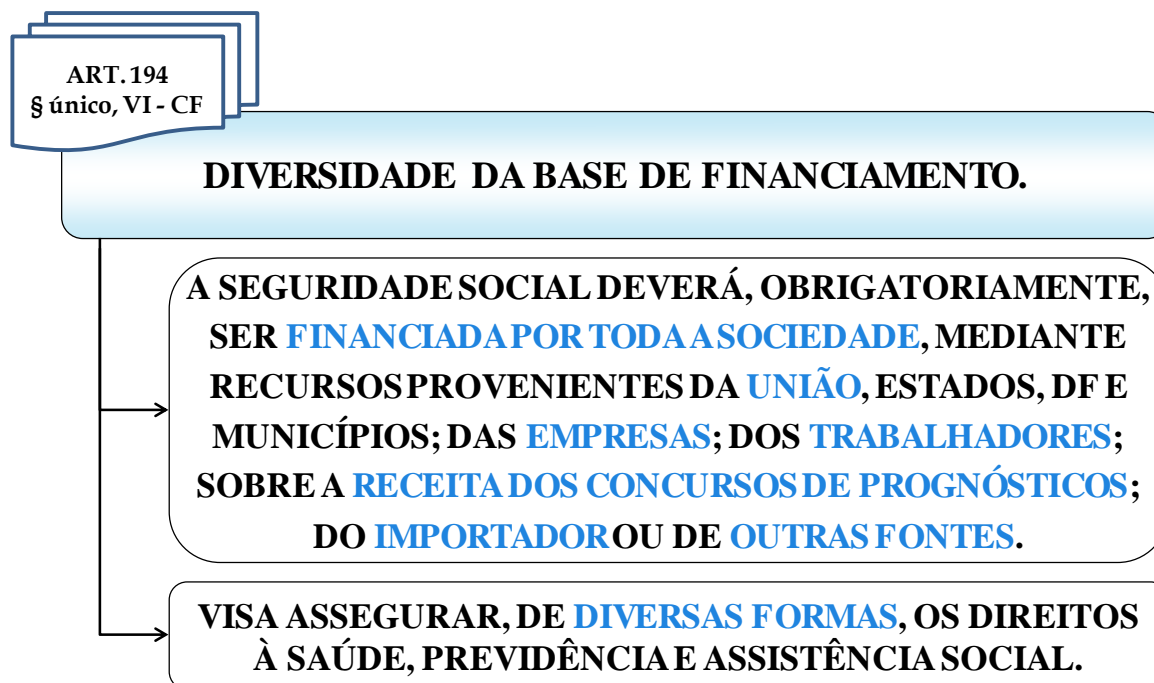 ART. 194
§ único, VI - CF
DIVERSIDADE DA BASE DE FINANCIAMENTO.
A SEGURIDADE SOCIAL DEVERÁ, OBRIGATORIAMENTE,
SER FINANCIADA POR TODA A SOCIEDADE, MEDIANTE
RECURSOS PROVENIENTES DA UNIÃO, ESTADOS, DF E
MUNICÍPIOS; DAS EMPRESAS; DOS TRABALHADORES;
SOBRE A RECEITA DOS CONCURSOS DE PROGNÓSTICOS;
DO IMPORTADOR OU DE OUTRAS FONTES.
VISA ASSEGURAR, DE DIVERSAS FORMAS, OS DIREITOS
À SAÚDE, PREVIDÊNCIA E ASSISTÊNCIA SOCIAL.